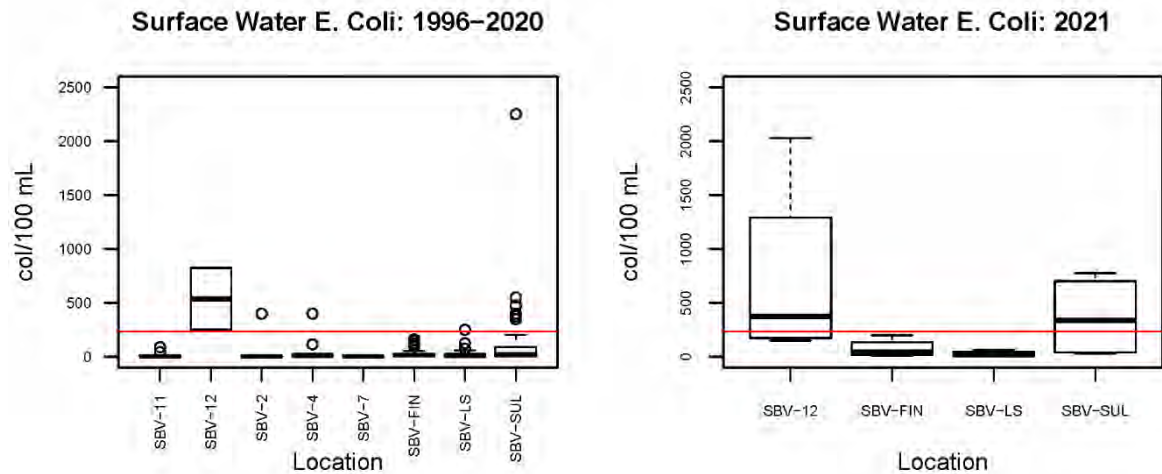 Surface Water E. Coli: 1996−2020
col/100 mL
2500
2000
1500
1000
500
0
SBV−11
SBV−12
SBV−2
SBV−4
SBV−7
SBV−FIN
SBV−LS
SBV−SUL
Location
Surface Water E. Coli: 2021
col/100 mL
2500
2000
1500
1000
500
0
SBV−12
SBV−FIN
SBV−LS
SBV−SUL
Location